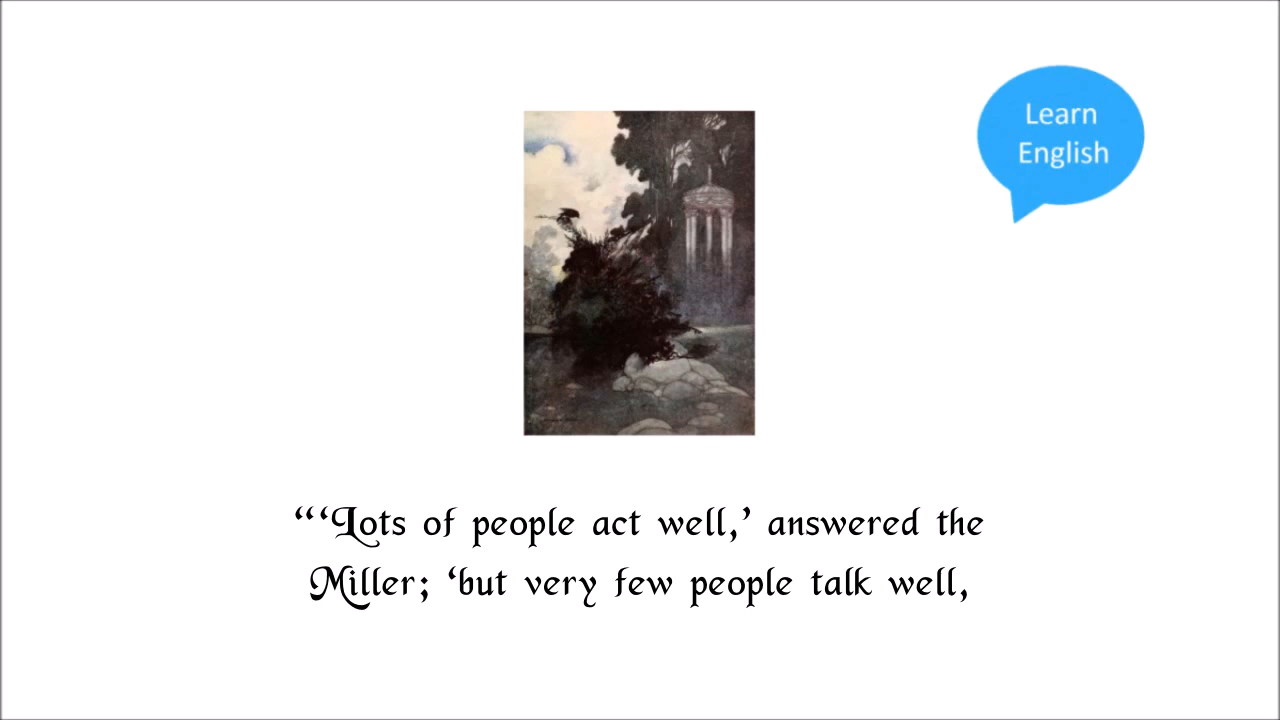 Learn
English
“‘Lots of people act well,’ answered the
Miller; ‘but very few people talk well,